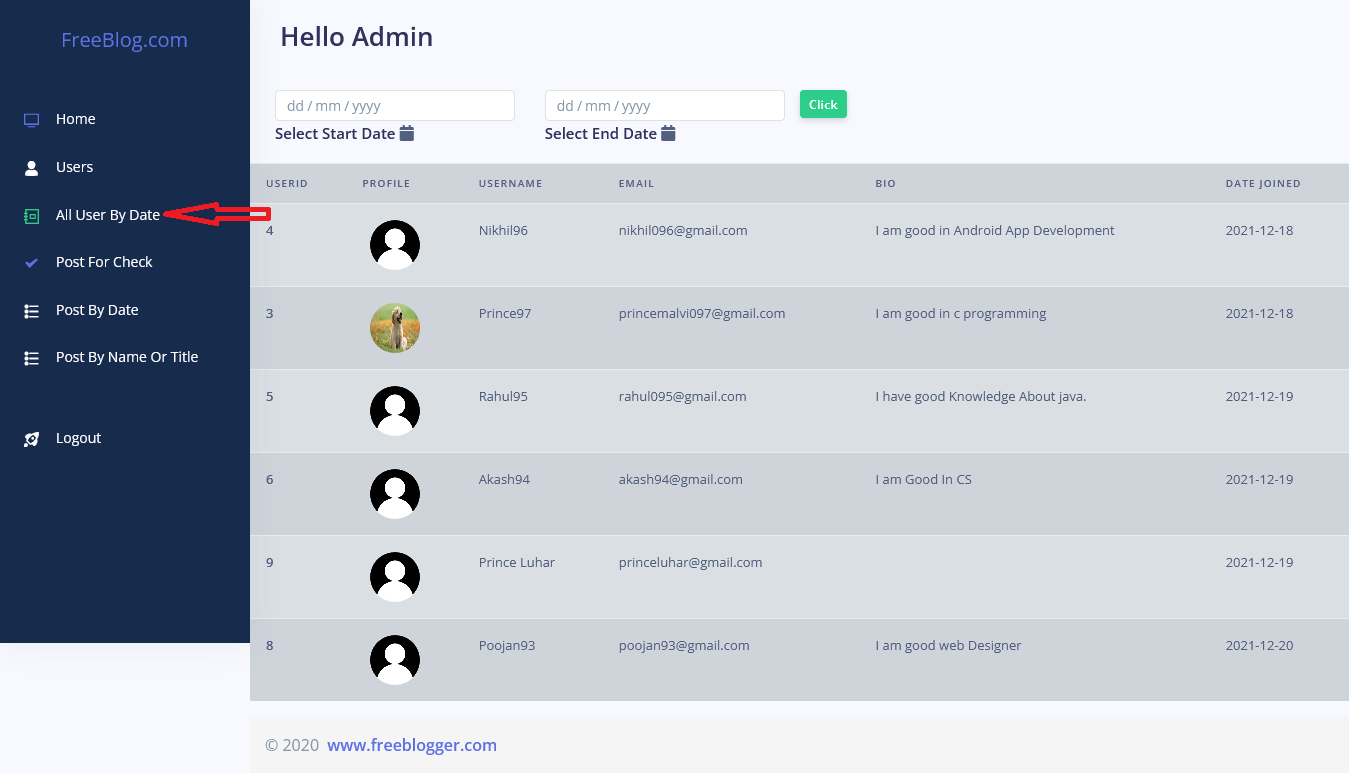 FreeBlog.com
Home
Users
All User By Date
Post For Check
Post By Date
Post By Name Or Title
Logout
Hello Admin
dd / mm / yyyy dd / mm / yyyy Click
Select Start Date Select End Date
USERID PROFILE USERNAME EMAIL BIO DATE JOINED
4 Nikhil96 nikhil096@gmail.com I am good in Android App Development 2021-12-18
3 Prince97 princemalvi097@gmail.com I am good in c programming 2021-12-18
5 Rahul95 rahul095@gmail.com I have good Knowledge About java. 2021-12-19
6 Akash94 akash94@gmail.com I am Good In CS 2021-12-19
9 Prince Luhar princeluhar@gmail.com 2021-12-19
8 Poojan93 poojan93@gmail.com I am good web Designer 2021-12-20
© 2020 www.freeblogger.com